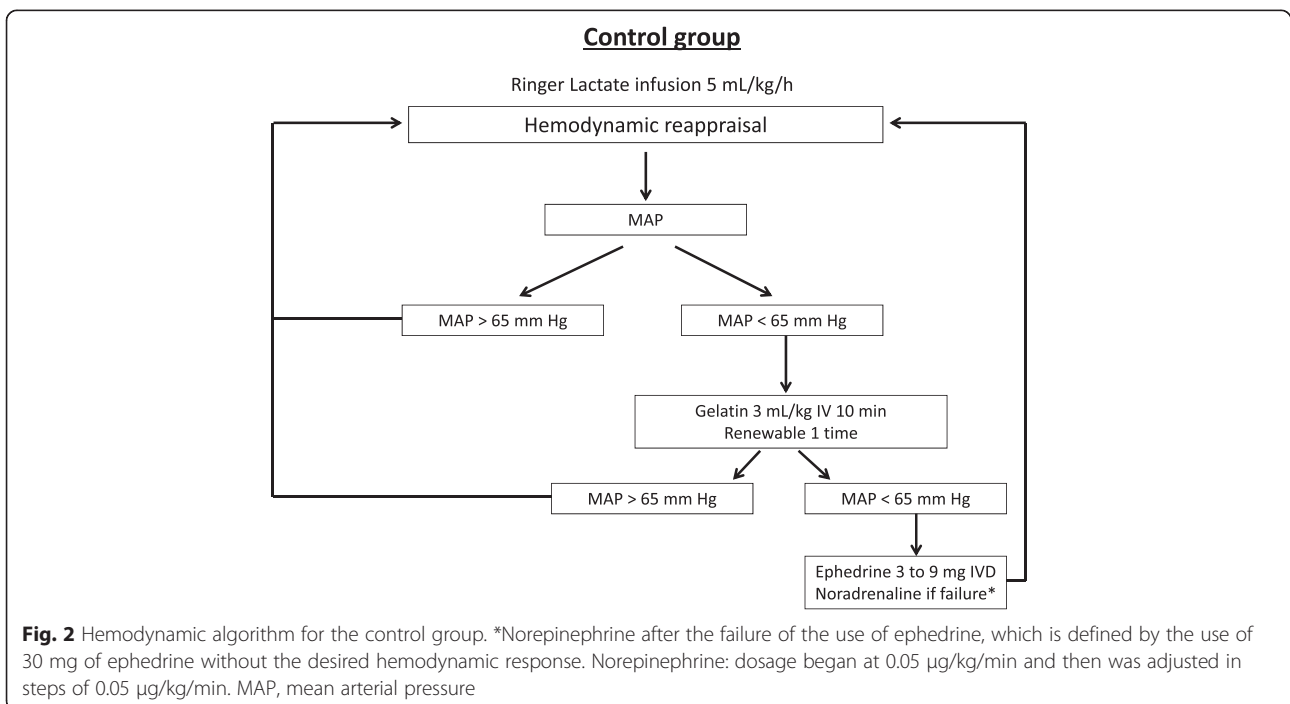 Control group
Ringer Lactate infusion 5 mL/kg/h
Hemodynamic reappraisal
MAP
MAP > 65 mm Hg
MAP < 65 mm Hg
Gelatin 3 mL/kg IV 10 min
Renewable 1 time
MAP > 65 mm Hg
MAP < 65 mm Hg
Ephedrine 3 to 9 mg IVD
Noradrenaline if failure*
Fig. 2 Hemodynamic algorithm for the control group. *Norepinephrine after the failure of the use of ephedrine, which is defined by the use of
30 mg of ephedrine without the desired hemodynamic response. Norepinephrine: dosage began at 0.05 μg/kg/min and then was adjusted in
steps of 0.05 μg/kg/min. MAP, mean arterial pressure